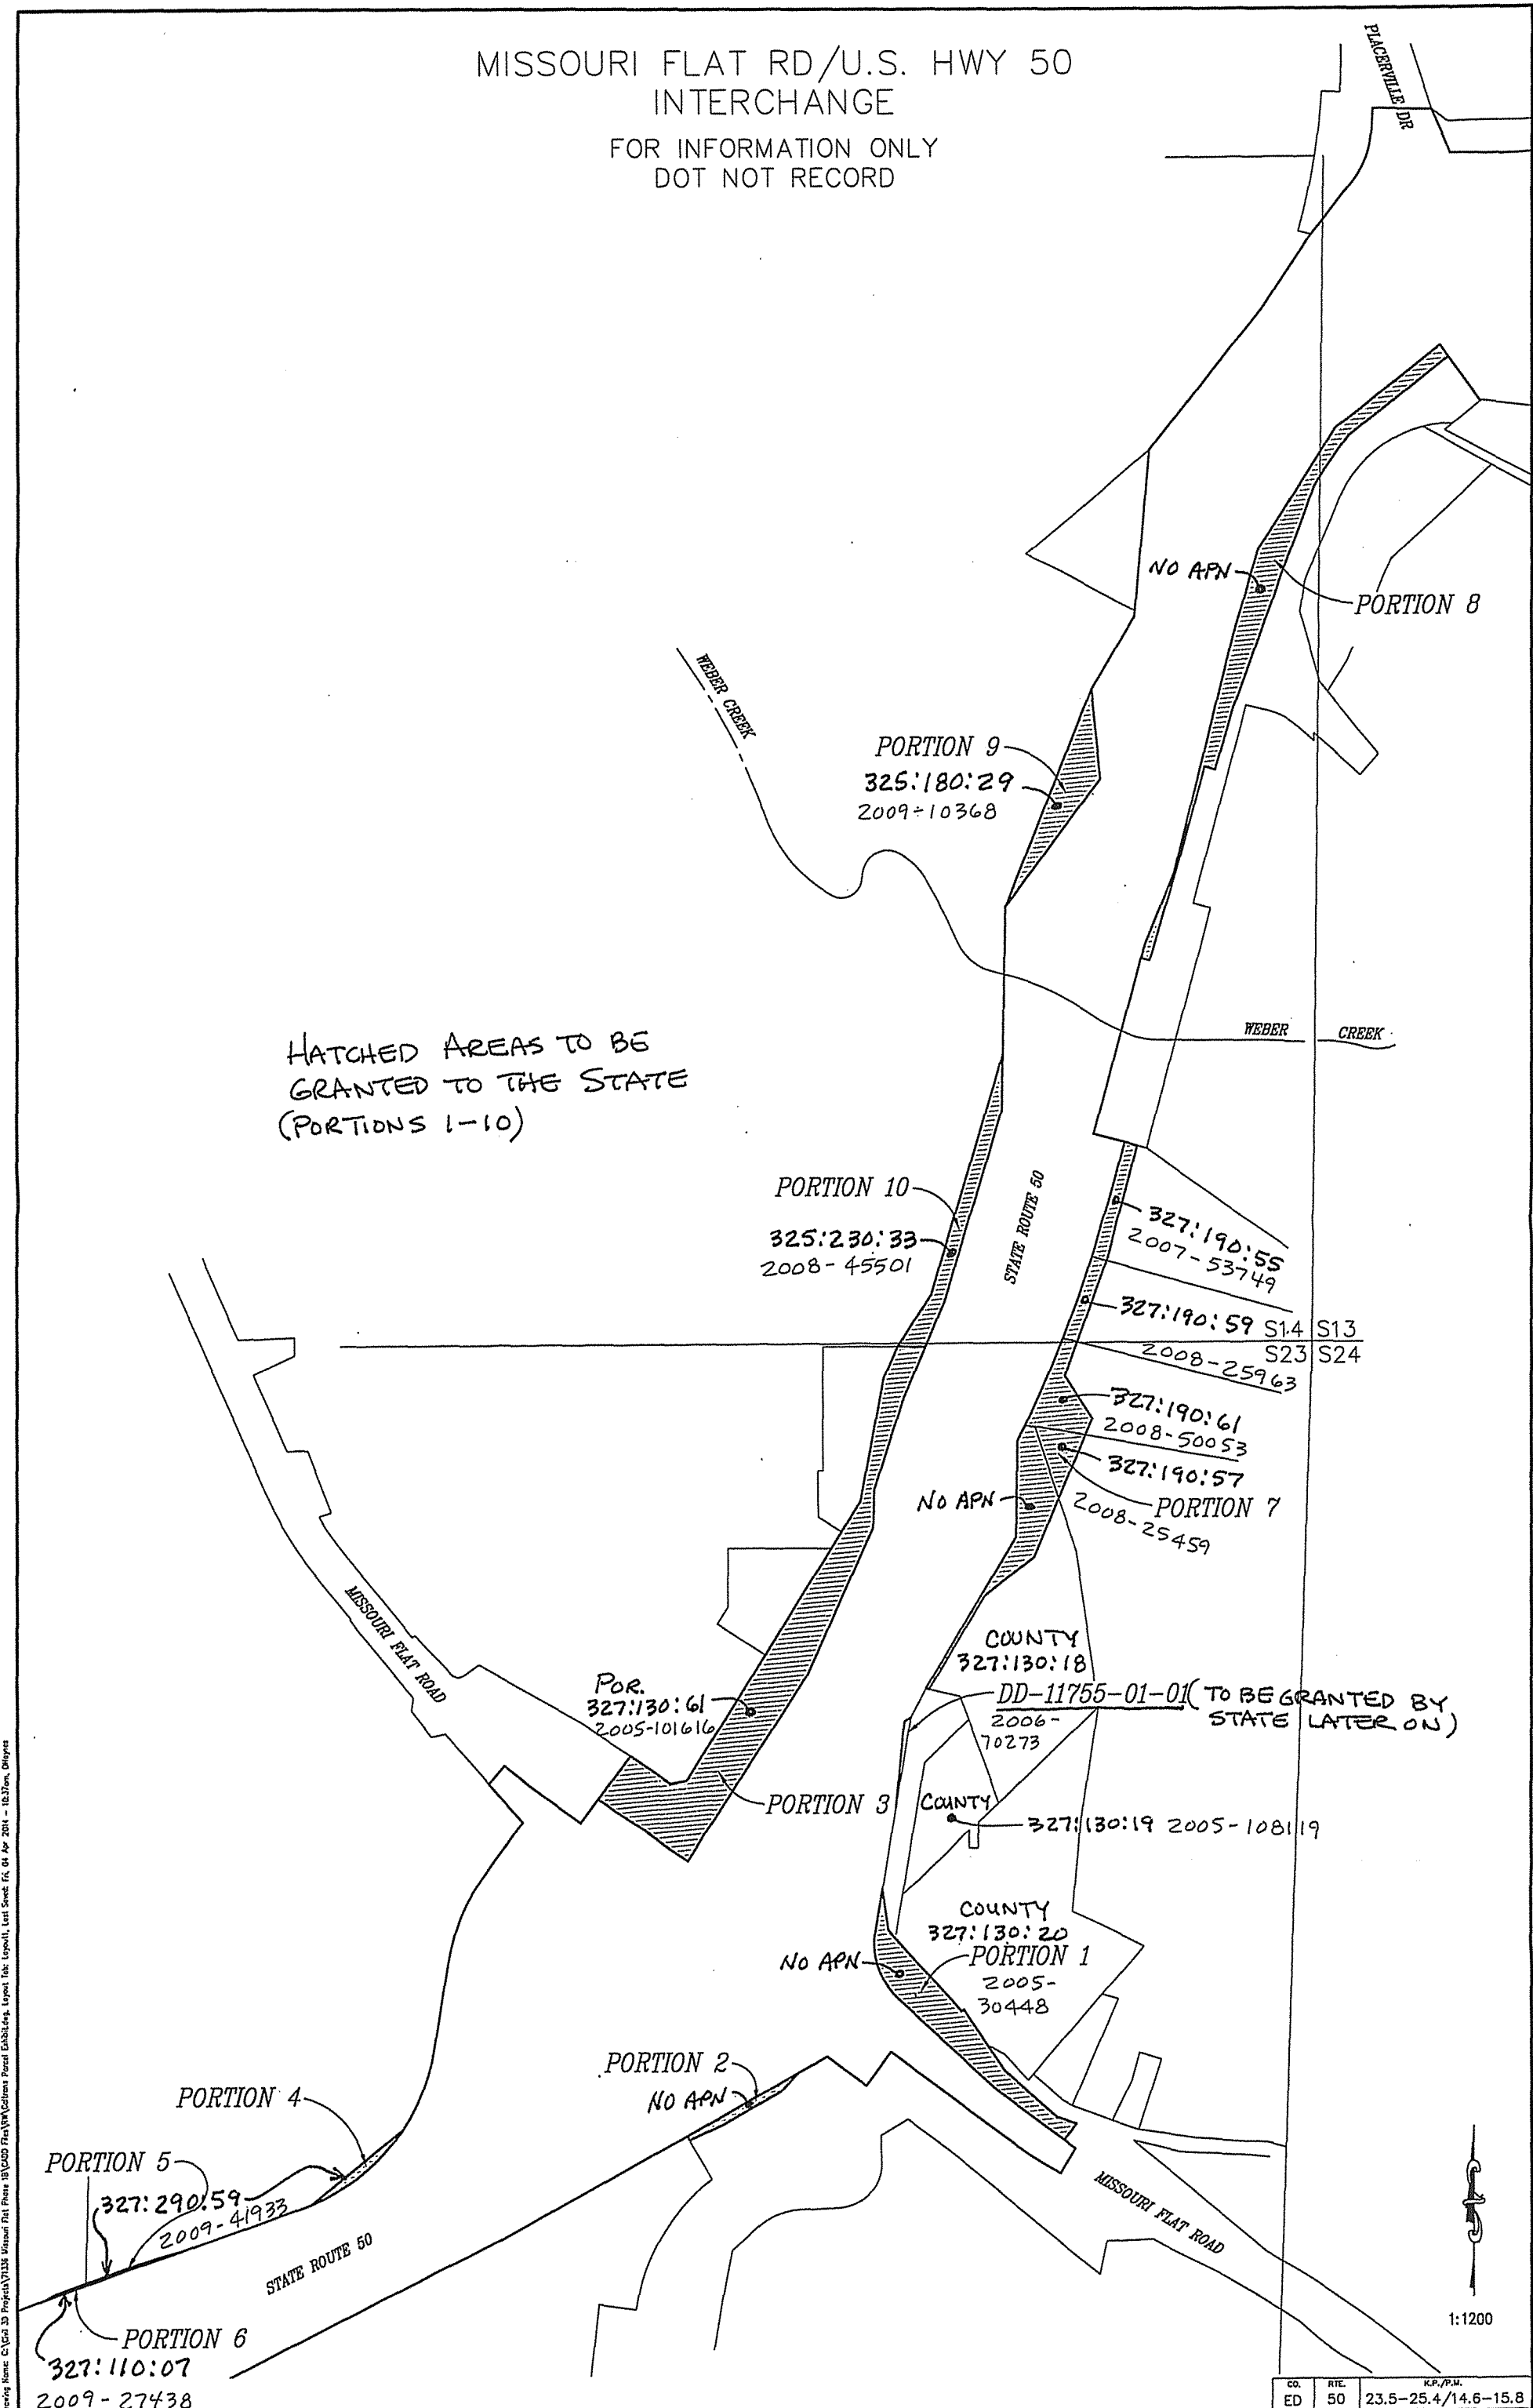 MISSOURI FLAT RD/U.S. HWY 50
INTERCHANGE
FOR INFORMATION ONLY
DOT NOT RECORD
PLACERVILLE DR
NO APN
PORTION 8
WEBER CREEK
PORTION 9
325:180:29
2009-10368
WEBER CREEK
HATCHED AREAS TO BE
GRANTED TO THE STATE
(PORTIONS 1-10)
PORTION 10
325:230:33
2008-45501
STATE ROUTE 50
327:190:55
2007-53749
327:190:59
S14 S13
S23 S24
2008-25963
327:190:61
2008-50053
327:190:57
NO APN
PORTION 7
2008-25459
MISSOURI FLAT ROAD
COUNTY
327:130:18
POR.
327:130:61
2005-101616
DD-11755-01-01 (TO BE GRANTED BY
STATE LATER ON)
2006-
70273
PORTION 3
COUNTY
327:130:19 2005-108119
COUNTY
327:130:20
NO APN
PORTION 1
2005-
30448
PORTION 2
NO APN
PORTION 4
PORTION 5
327:290:59
2009-41933
STATE ROUTE 50
MISSOURI FLAT ROAD
PORTION 6
327:110:07
2009-27438
1:1200
CO. RTE. K.P./P.M.
ED 50 23.5-25.4/14.6-15.8